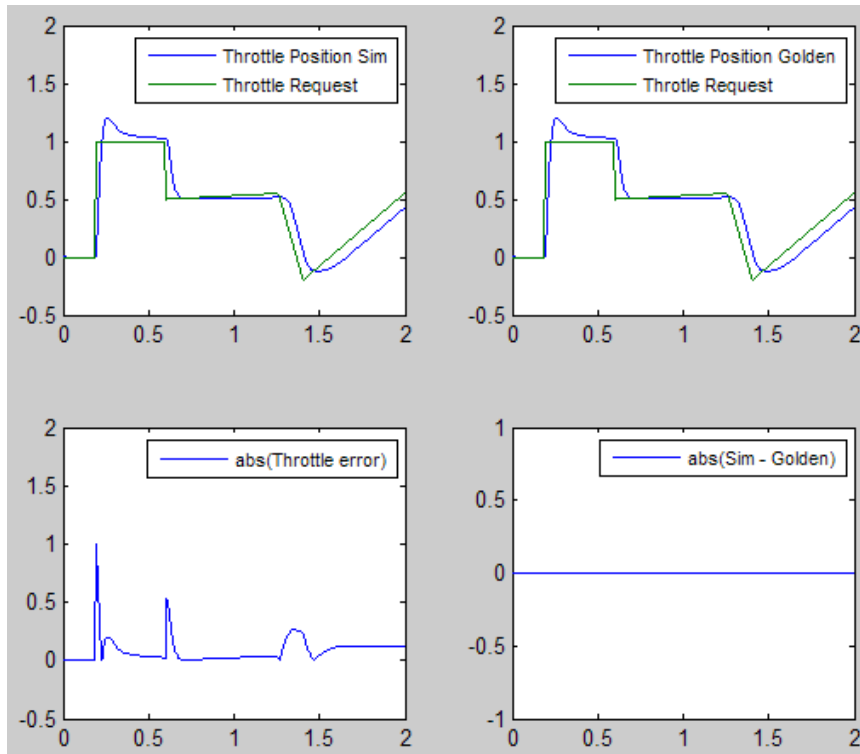 2
Throttle Position Sim
1.5
Throttle Request
1
0.5
0
-0.5
0 0.5 1 1.5 2
2
Throttle Position Golden
1.5
Throtle Request
1
0.5
0
-0.5
0 0.5 1 1.5 2
2
abs(Throttle error)
1.5
1
0.5
0
-0.5
0 0.5 1 1.5 2
1
abs(Sim - Golden)
0.5
0
-0.5
-1
0 0.5 1 1.5 2